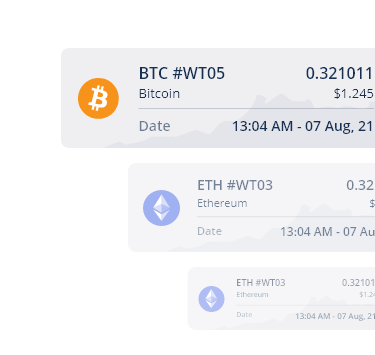 BTC #WT05 0.321011
Bitcoin $1.245
Date 13:04 AM - 07 Aug, 21
ETH #WT03 0.32
Ethereum $
Date 13:04 AM - 07 Au
ETH #WT03 0.32101
Ethereum $1.24
Date 13:04 AM - 07 Aug, 21